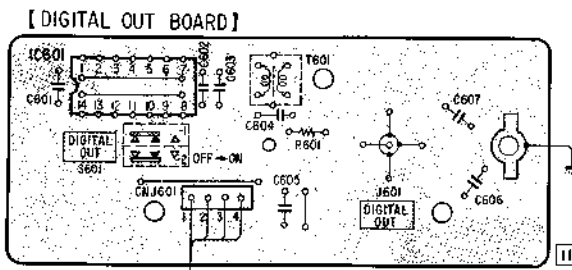 [DIGITAL OUT BOARD]
IC601
1 2 3 4 5 6 7
C602
C603
T601
C601
14 13 12 11 10 9 8
C604
R601
C607
DIGITAL
OUT
S601
1
2
OFF → ON
CNJ601
C605
J601
DIGITAL
OUT
C606
1 2 3 4
11